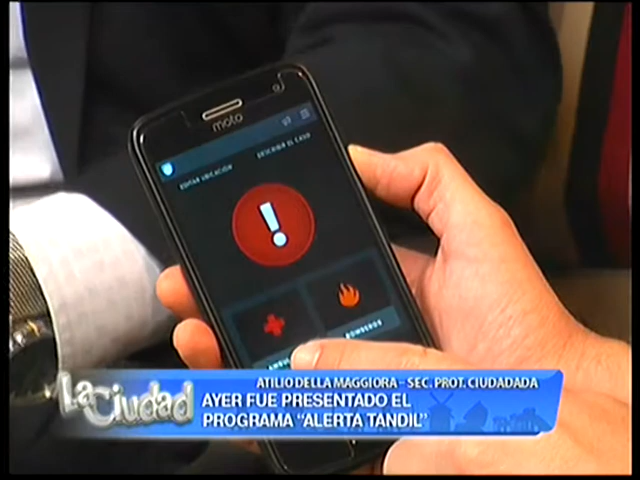 moto
EDITAR UBICACIÓN
DESCRIBIR EL CASO
BOMBEROS
La Ciudad
ATILIO DELLA MAGGIORA - SEC. PROT. CIUDADADA
AYER FUE PRESENTADO EL
PROGRAMA "ALERTA TANDIL"